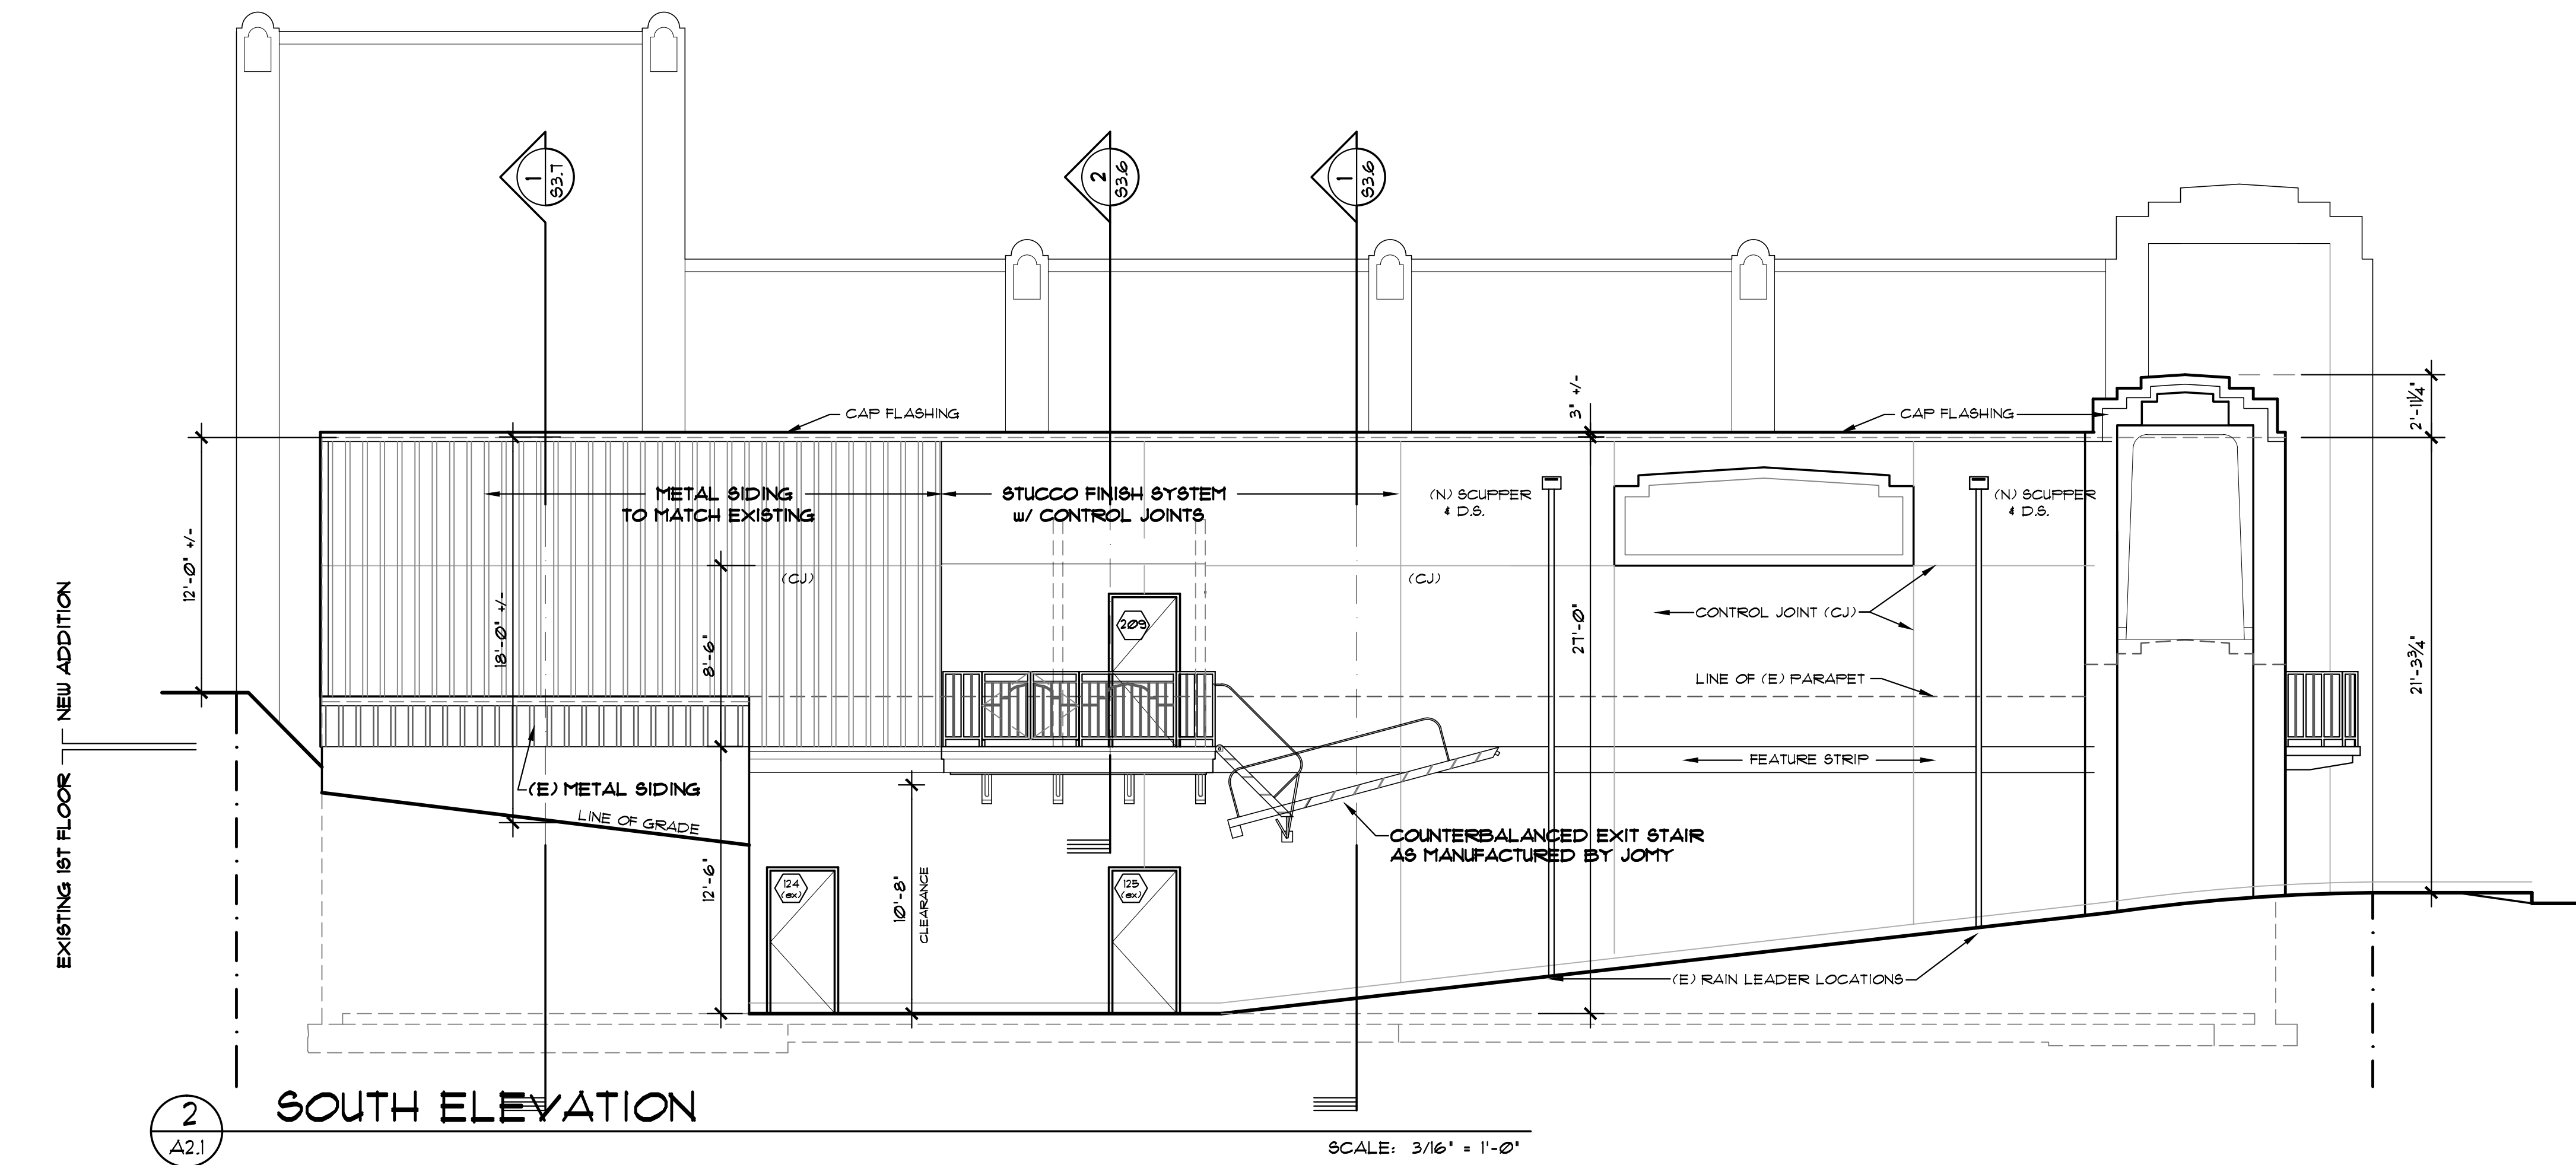 1
S3.7
2
S3.6
1
S3.6
CAP FLASHING
3" +/-
CAP FLASHING
2'-11¼"
METAL SIDING
TO MATCH EXISTING
STUCCO FINISH SYSTEM
w/ CONTROL JOINTS
(N) SCUPPER
& D.S.
(N) SCUPPER
& D.S.
12'-0" +/-
18'-0" +/-
8'-6"
(CJ)
(CJ)
209
27'-0"
CONTROL JOINT (CJ)
21'-3¾"
LINE OF (E) PARAPET
NEW ADDITION
EXISTING 1ST FLOOR
FEATURE STRIP
(E) METAL SIDING
LINE OF GRADE
COUNTERBALANCED EXIT STAIR
AS MANUFACTURED BY JOMY
12'-6"
124
(ex)
10'-8"
CLEARANCE
125
(ex)
(E) RAIN LEADER LOCATIONS
2
A2.1
SOUTH ELEVATION
SCALE: 3/16" = 1'-0"